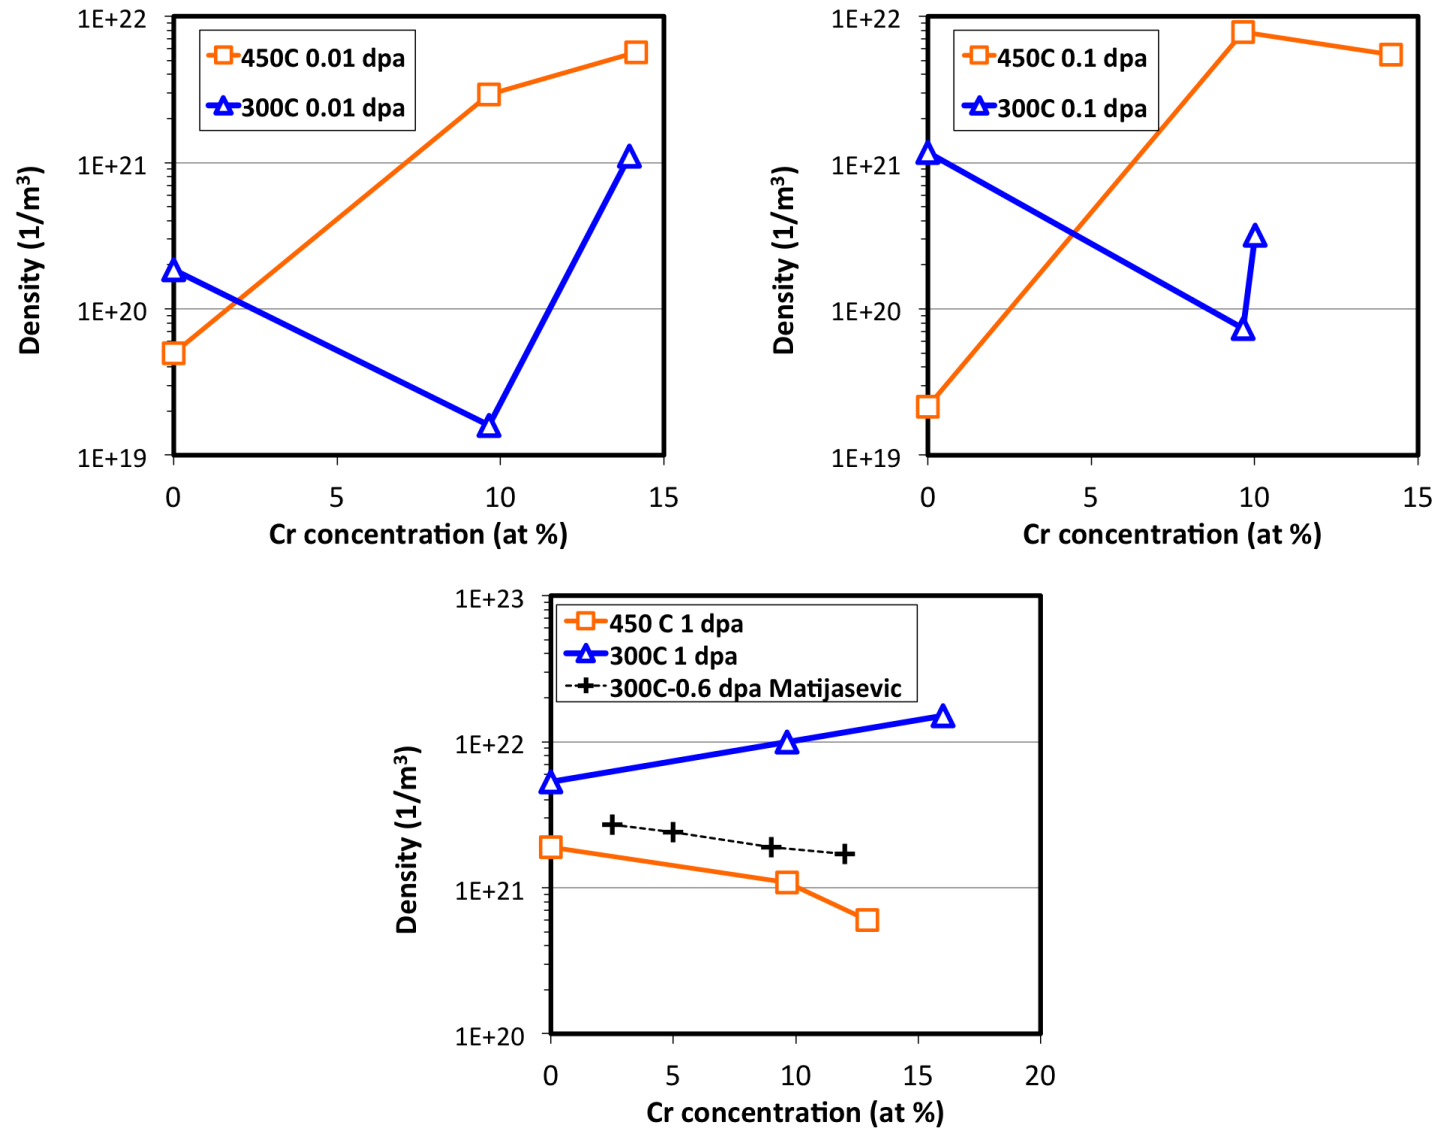 1E+22
1E+21
1E+20
1E+19
Density (1/m³)
450C 0.01 dpa
300C 0.01 dpa
0 5 10 15
Cr concentration (at %)
1E+22
1E+21
1E+20
1E+19
Density (1/m³)
450C 0.1 dpa
300C 0.1 dpa
0 5 10 15
Cr concentration (at %)
1E+23
1E+22
1E+21
1E+20
Density (1/m³)
450 C 1 dpa
300C 1 dpa
300C-0.6 dpa Matijasevic
0 5 10 15 20
Cr concentration (at %)